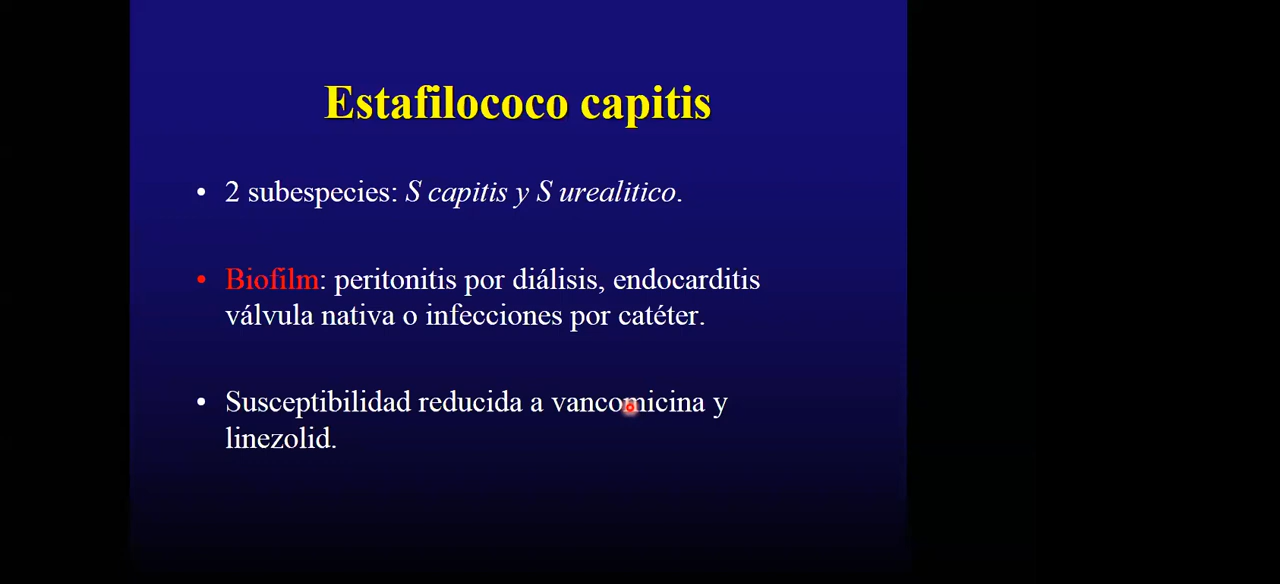 Estafilococo capitis
• 2 subespecies: S capitis y S urealitico.
• Biofilm: peritonitis por diálisis, endocarditis
válvula nativa o infecciones por catéter.
• Susceptibilidad reducida a vancomicina y
linezolid.